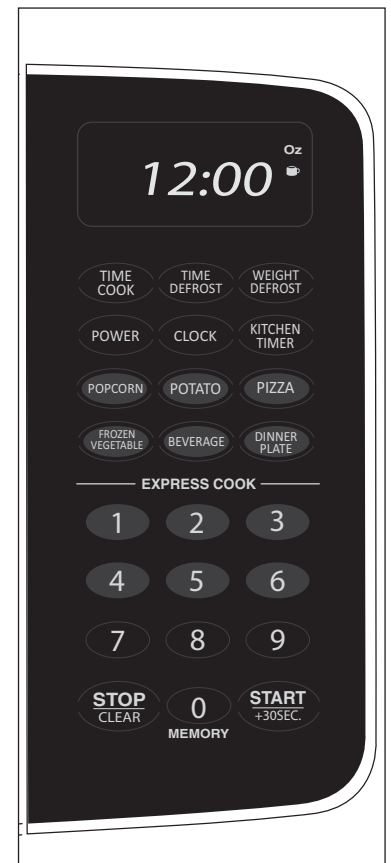 Oz
12:00
TIME COOK
TIME DEFROST
WEIGHT DEFROST
POWER
CLOCK
KITCHEN TIMER
POPCORN
POTATO
PIZZA
FROZEN VEGETABLE
BEVERAGE
DINNER PLATE
EXPRESS COOK
1 2 3
4 5 6
7 8 9
STOP
CLEAR
0
MEMORY
START
+30SEC.